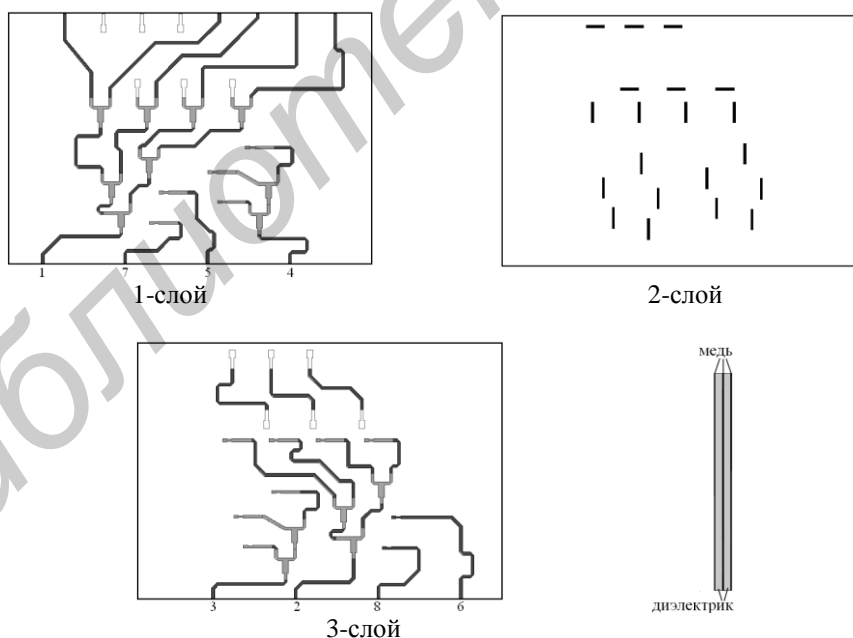 1 7 5 4
1-слой
2-слой
медь
диэлектрик
3 2 8 6
3-слой